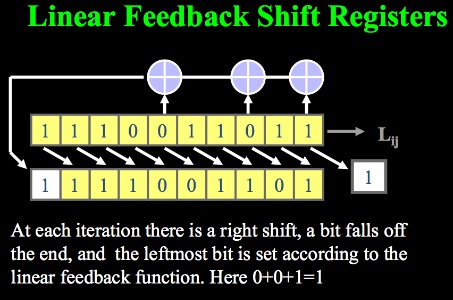 Linear Feedback Shift Registers
1 1 1 0 0 1 1 0 1 1 Lij
1 1 1 1 0 0 1 1 0 1 1
At each iteration there is a right shift, a bit falls off
the end, and the leftmost bit is set according to the
linear feedback function. Here 0+0+1=1